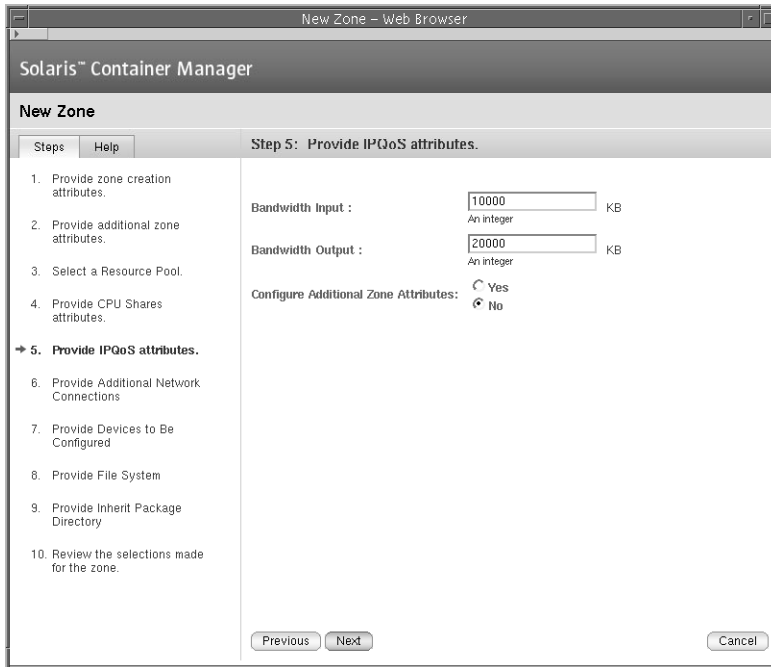 New Zone – Web Browser
Solaris™ Container Manager
New Zone
Steps Help
1. Provide zone creation
attributes.
2. Provide additional zone
attributes.
3. Select a Resource Pool.
4. Provide CPU Shares
attributes.
5. Provide IPQoS attributes.
6. Provide Additional Network
Connections
7. Provide Devices to Be
Configured
8. Provide File System
9. Provide Inherit Package
Directory
10. Review the selections made
for the zone.
Step 5: Provide IPQoS attributes.
Bandwidth Input : 10000 KB
An integer
Bandwidth Output : 20000 KB
An integer
Configure Additional Zone Attributes: Yes
No
Previous Next Cancel